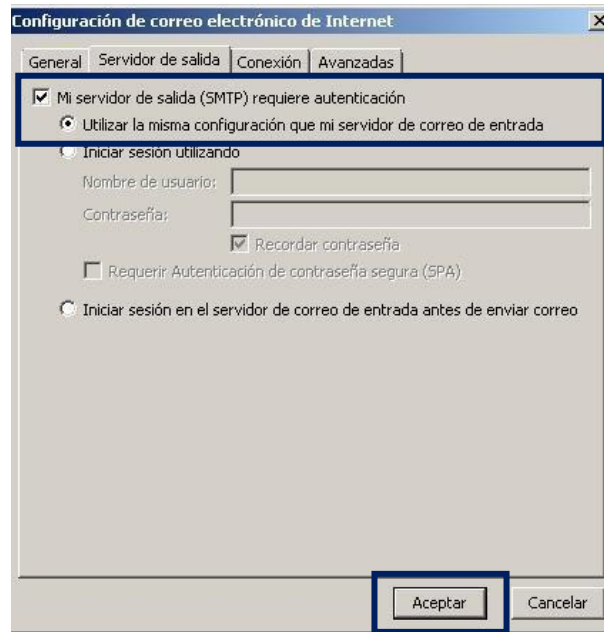 Configuración de correo electrónico de Internet
General Servidor de salida Conexión Avanzadas
Mi servidor de salida (SMTP) requiere autenticación
Utilizar la misma configuración que mi servidor de correo de entrada
Iniciar sesión utilizando
Nombre de usuario:
Contraseña:
Recordar contraseña
Requerir Autenticación de contraseña segura (SPA)
Iniciar sesión en el servidor de correo de entrada antes de enviar correo
Aceptar Cancelar